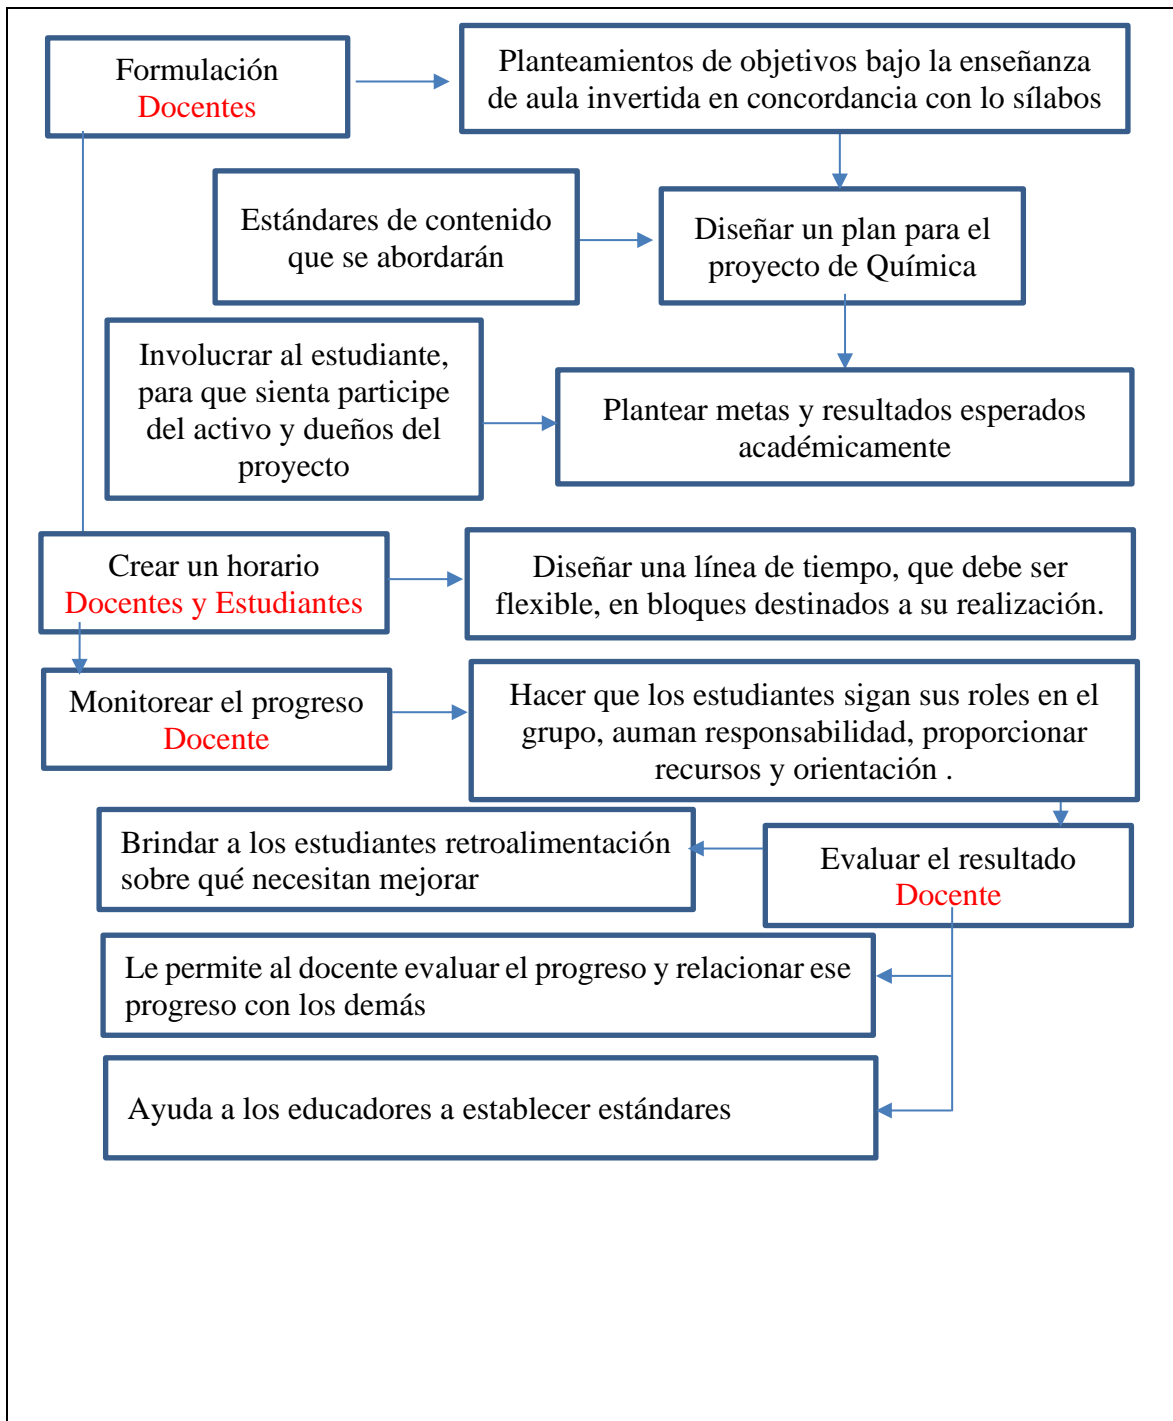 Formulación
Docentes
Planteamientos de objetivos bajo la enseñanza
de aula invertida en concordancia con lo sílabos
Estándares de contenido
que se abordarán
Diseñar un plan para el
proyecto de Química
Involucrar al estudiante,
para que sienta participe
del activo y dueños del
proyecto
Plantear metas y resultados esperados
académicamente
Crear un horario
Docentes y Estudiantes
Diseñar una línea de tiempo, que debe ser
flexible, en bloques destinados a su realización.
Monitorear el progreso
Docente
Hacer que los estudiantes sigan sus roles en el
grupo, auman responsabilidad, proporcionar
recursos y orientación .
Brindar a los estudiantes retroalimentación
sobre qué necesitan mejorar
Evaluar el resultado
Docente
Le permite al docente evaluar el progreso y relacionar ese
progreso con los demás
Ayuda a los educadores a establecer estándares